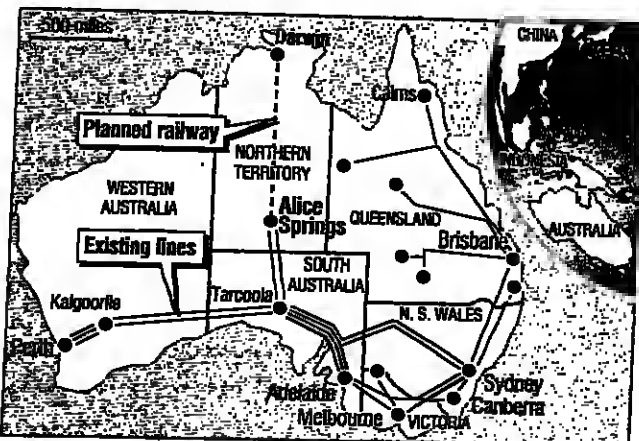 500 miles
Darwin
CHINA
Cairns
Planned railway
NORTHERN
TERRITORY
INDONESIA
WESTERN
AUSTRALIA
Alice
Springs
QUEENSLAND
AUSTRALIA
Existing lines
Brisbane
SOUTH
AUSTRALIA
Kalgoorlie
Tarcoola
N. S. WALES
Perth
Adelaide
Sydney
Melbourne
VICTORIA
Canberra